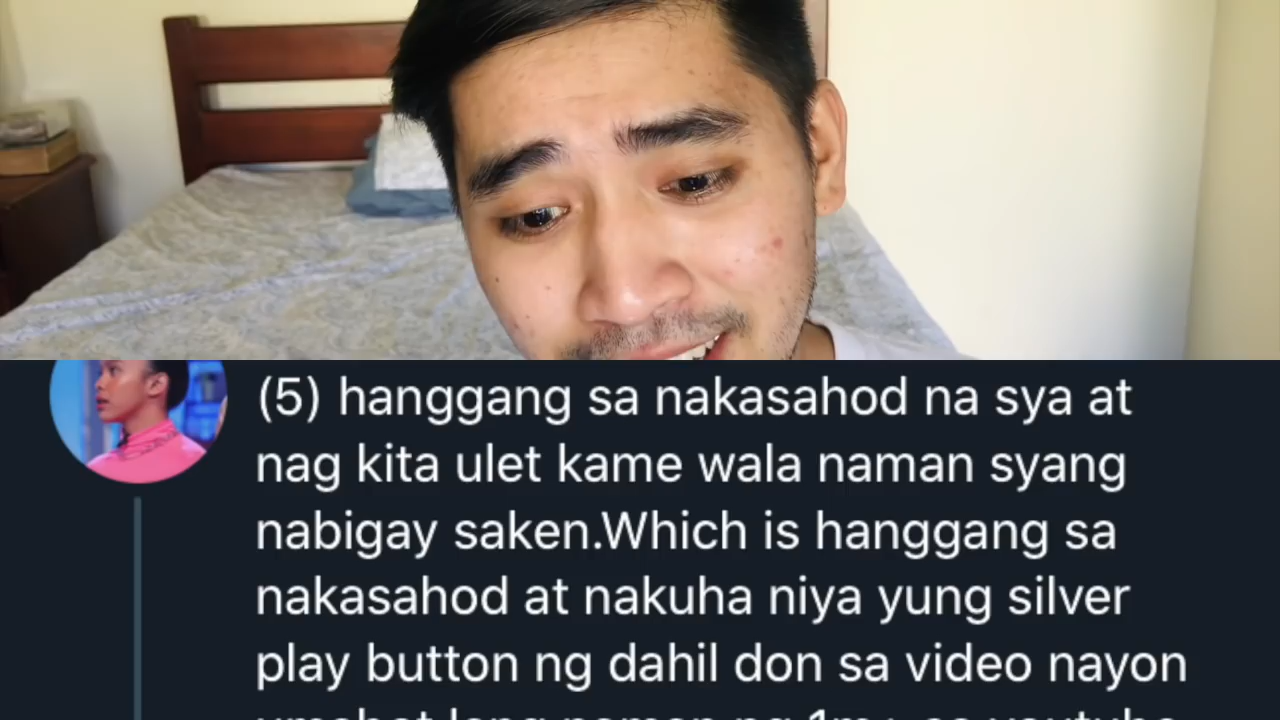 (5) hanggang sa nakasahod na sya at
nag kita ulet kame wala naman syang
nabigay saken.Which is hanggang sa
nakasahod at nakuha niya yung silver
play button ng dahil don sa video nayon